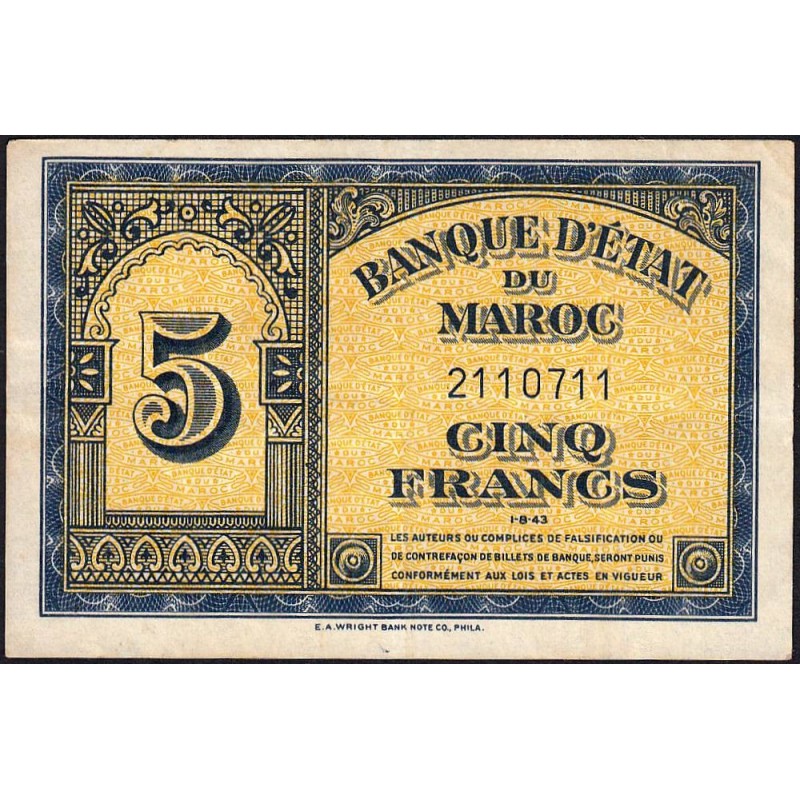 5
BANQUE D'ÉTAT
DU
MAROC
2110711
CINQ
FRANCS
1-8-43
LES AUTEURS OU COMPLICES DE FALSIFICATION OU
DE CONTREFAÇON DE BILLETS DE BANQUE, SERONT PUNIS
CONFORMÉMENT AUX LOIS ET ACTES EN VIGUEUR
E. A. WRIGHT BANK NOTE CO., PHILA.